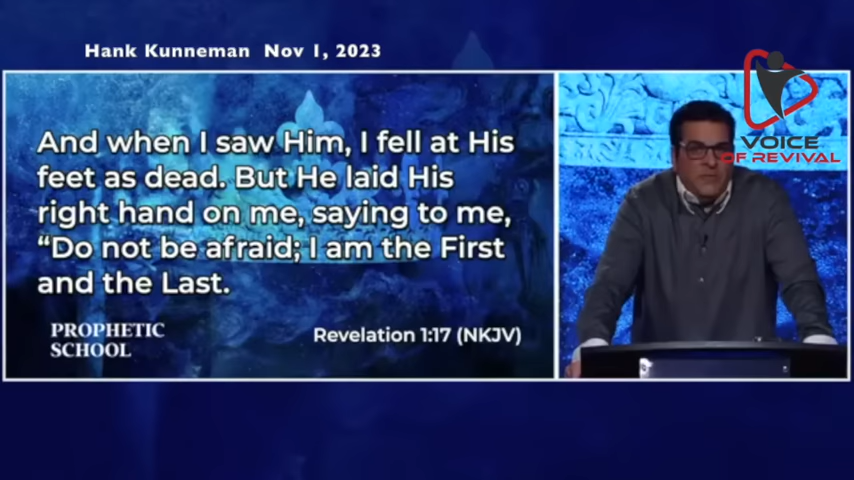 Hank Kunneman Nov 1, 2023
And when I saw Him, I fell at His
feet as dead. But He laid His
right hand on me, saying to me,
“Do not be afraid; I am the First
and the Last.
PROPHETIC
SCHOOL
Revelation 1:17 (NKJV)
VOICE
OF REVIVAL